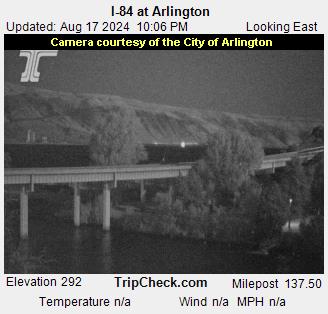 I-84 at Arlington
Updated: Aug 17 2024 10:06 PM Looking East
Camera courtesy of the City of Arlington
Elevation 292 TripCheck.com Milepost 137.50
Temperature n/a Wind n/a MPH n/a